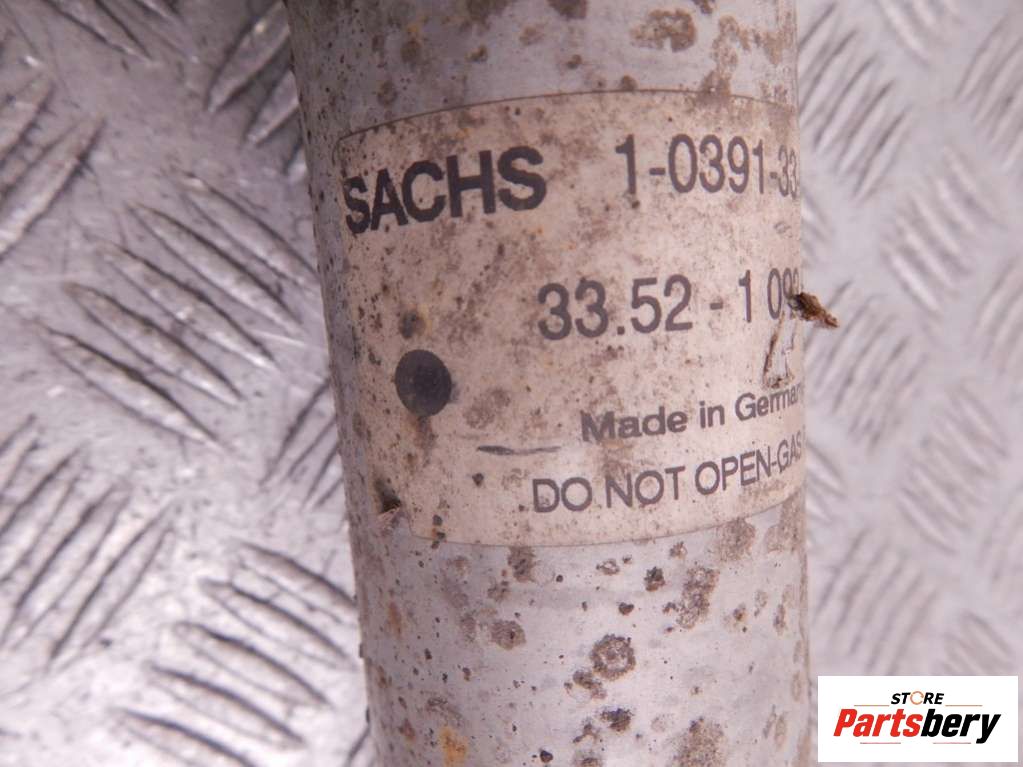 SACHS 1-0391-33
33.52-1 09
Made in German
DO NOT OPEN-GAS
STORE
Partsbery